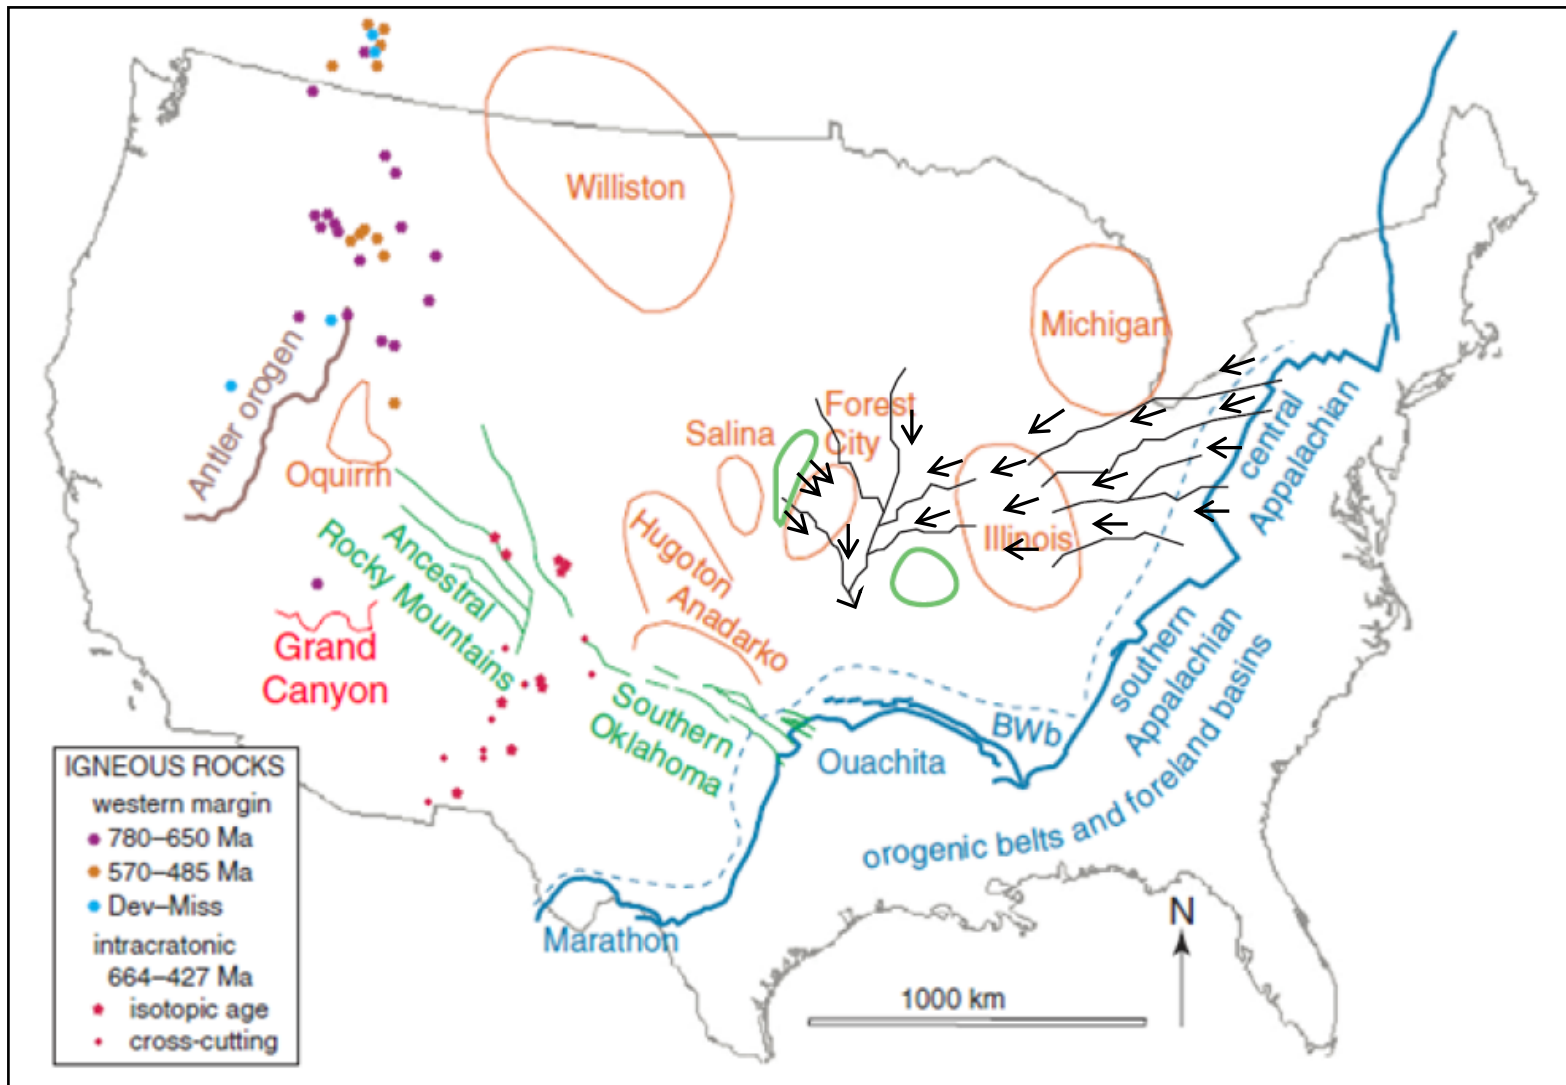 Williston
Michigan
Forest
City
Salina
Antler orogen
Oquirrh
central
Appalachian
Illinois
Hugoton
Anadarko
Ancestral
Rocky Mountains
Grand
Canyon
southern
Appalachian
Southern
Oklahoma
BWb
Ouachita
orogenic belts and foreland basins
Marathon
N
1000 km
IGNEOUS ROCKS
western margin
780–650 Ma
570–485 Ma
Dev–Miss
intracratonic
664–427 Ma
isotopic age
cross-cutting